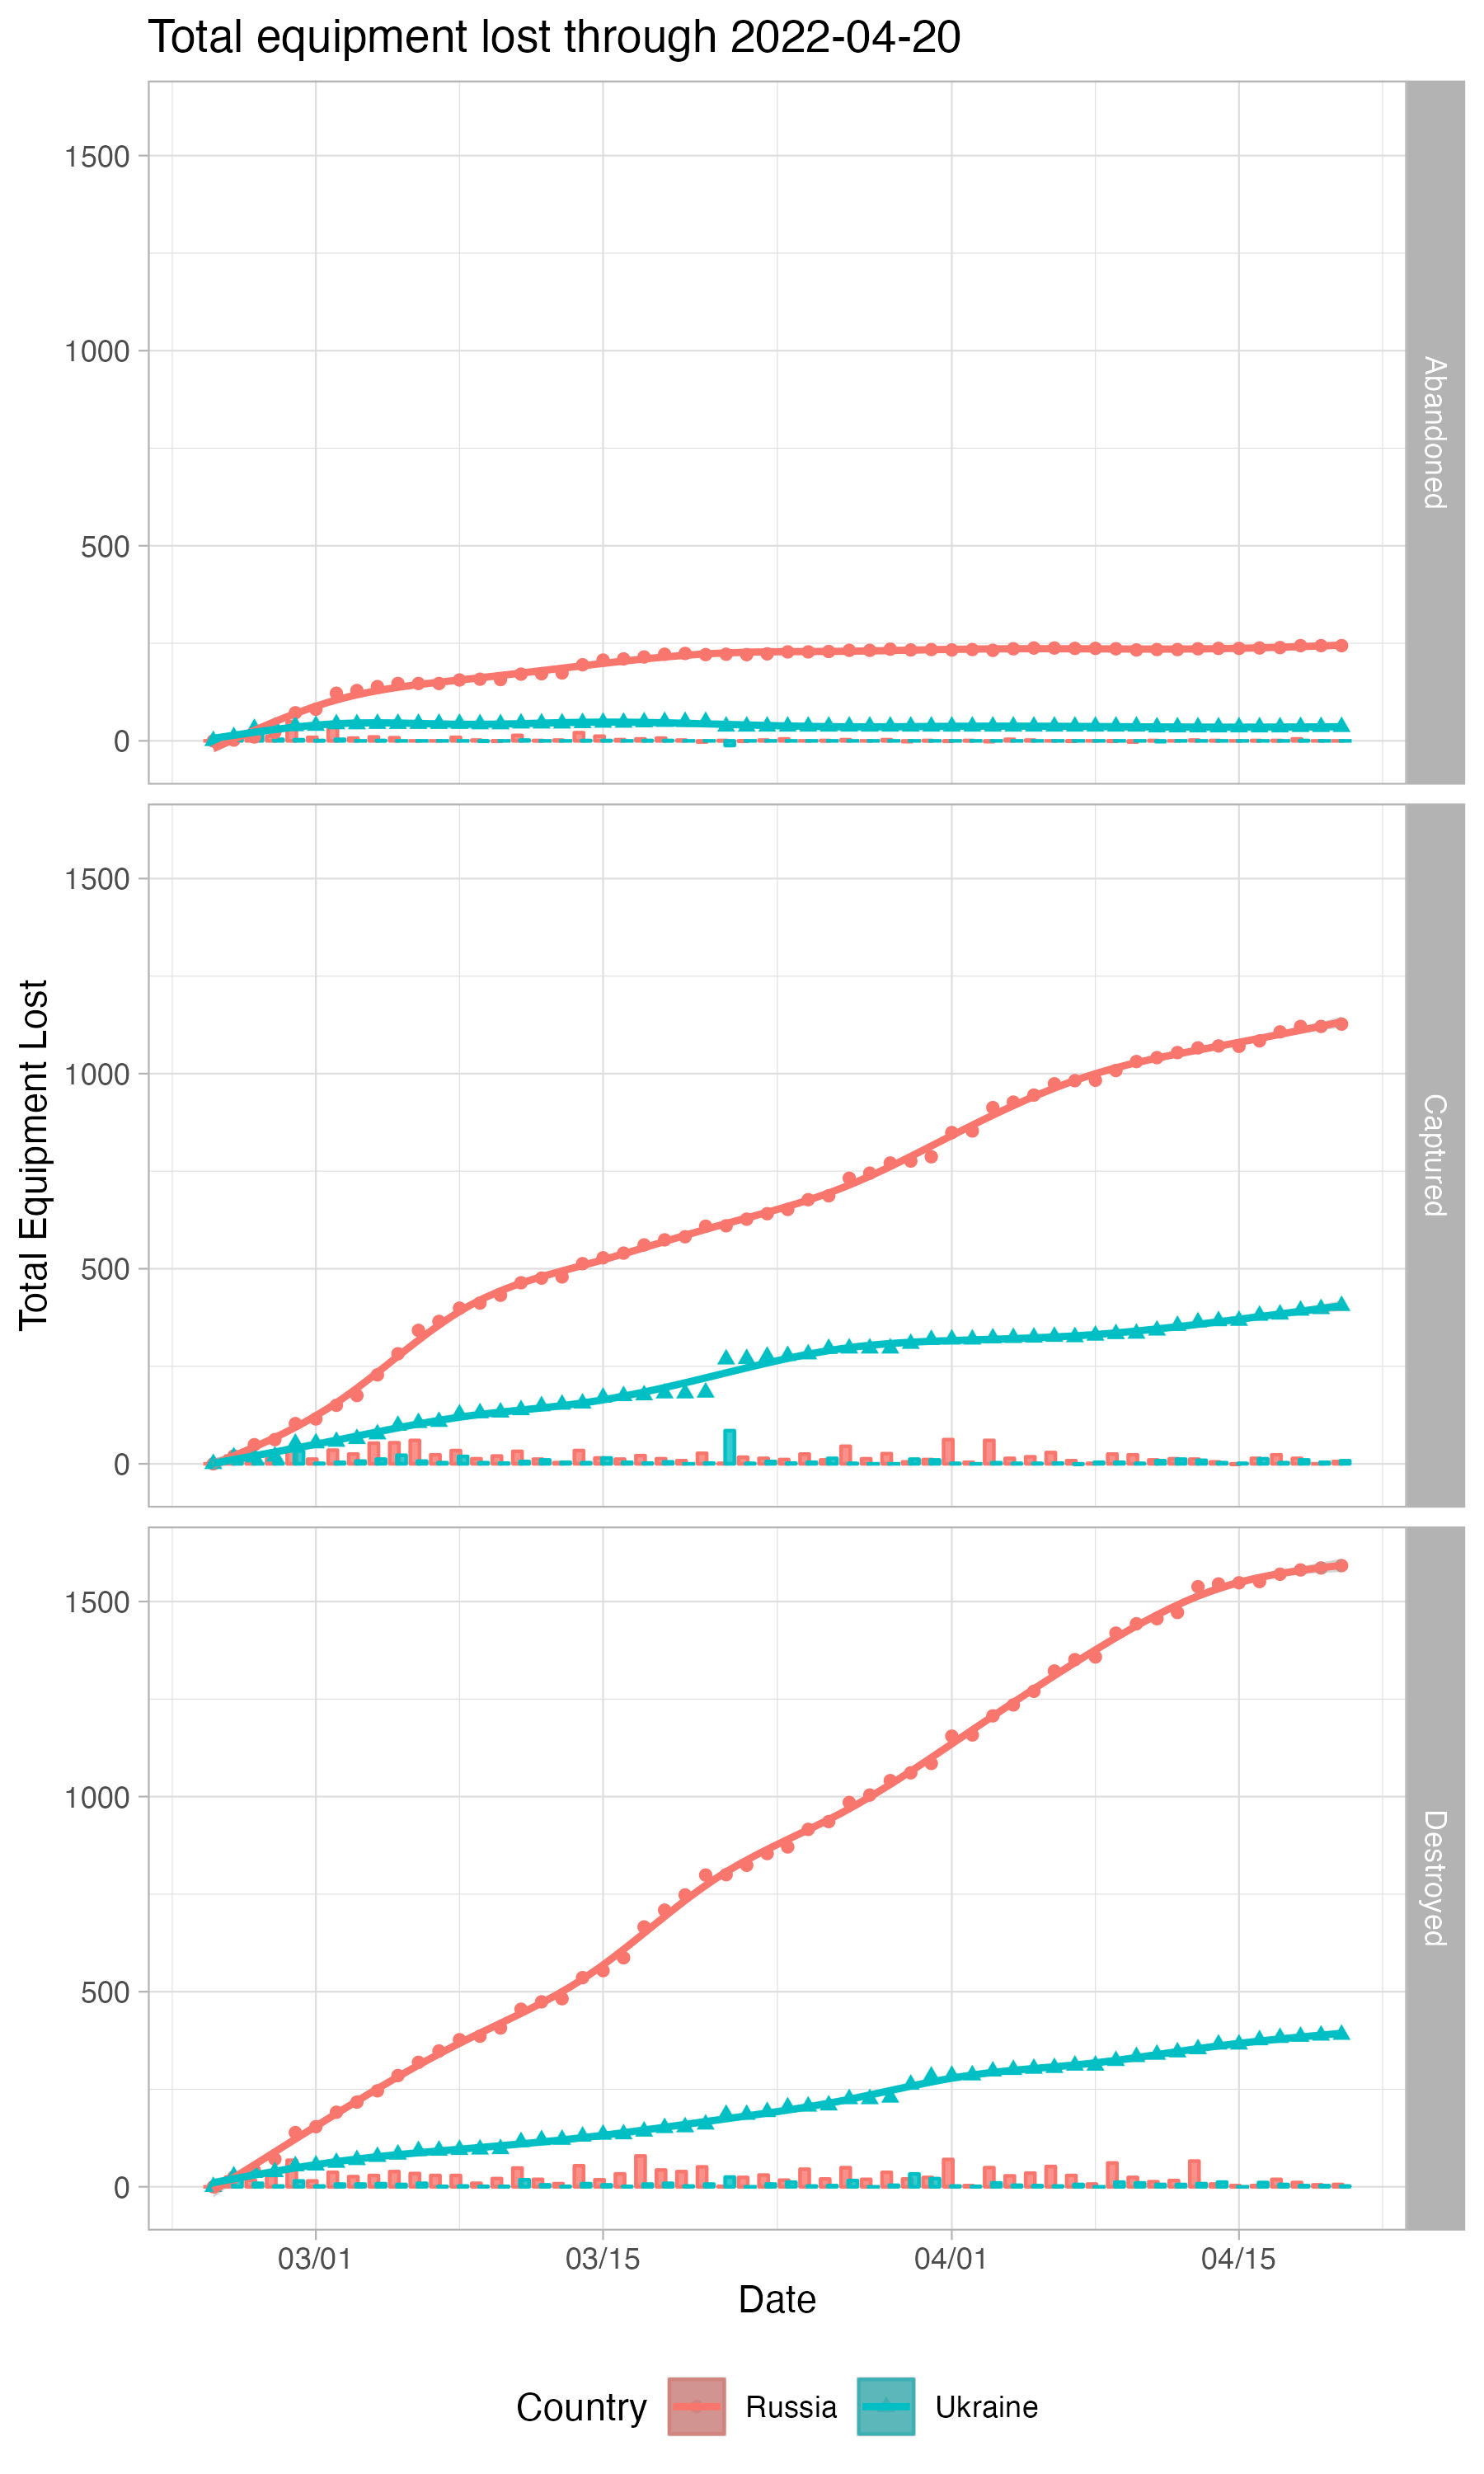 Total equipment lost through 2022-04-20
1500
1000
500
0
Abandoned
Total Equipment Lost
1500
1000
500
0
Captured
1500
1000
500
0
Destroyed
03/01 03/15 04/01 04/15
Date
Country Russia Ukraine